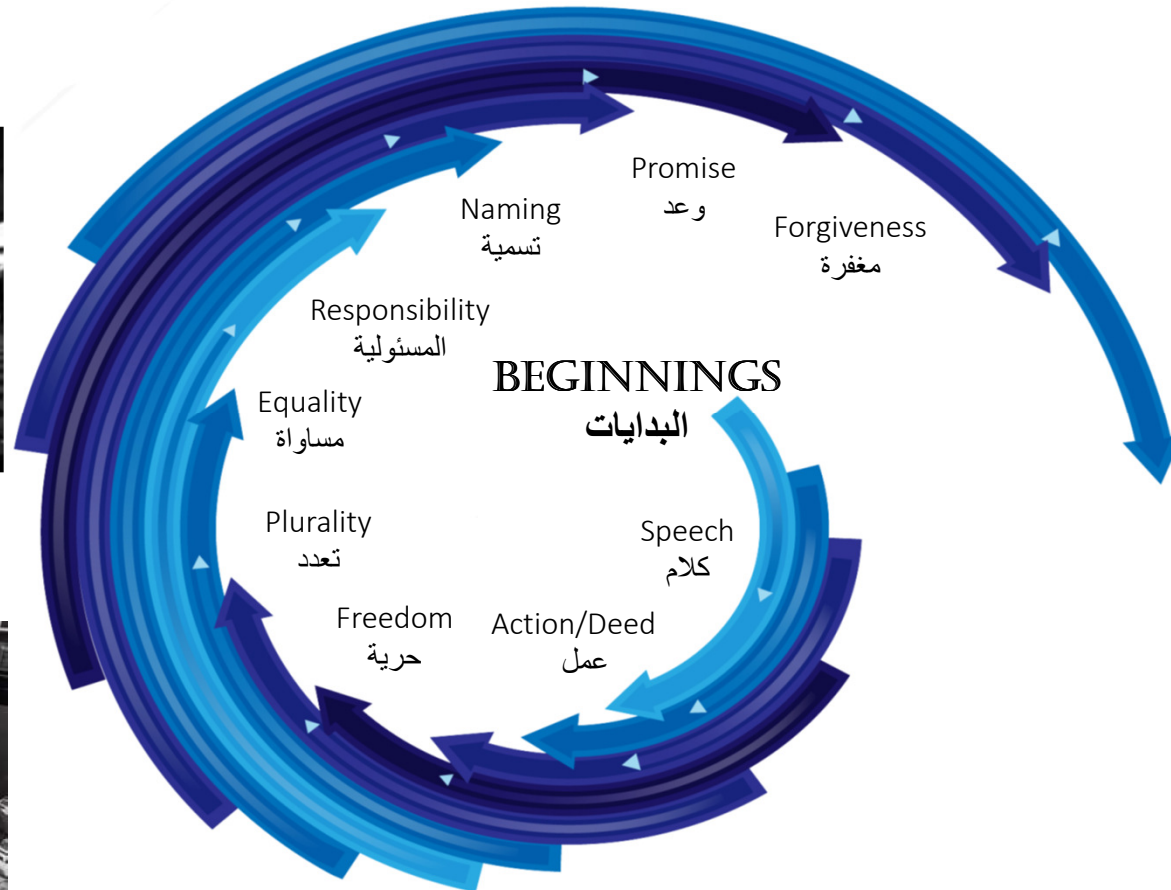 BEGINNINGS
البدايات
Speech
كلام
Action/Deed
عمل
Freedom
حرية
Plurality
تعدد
Equality
مساواة
Responsibility
المسئولية
Naming
تسمية
Promise
وعد
Forgiveness
مغفرة